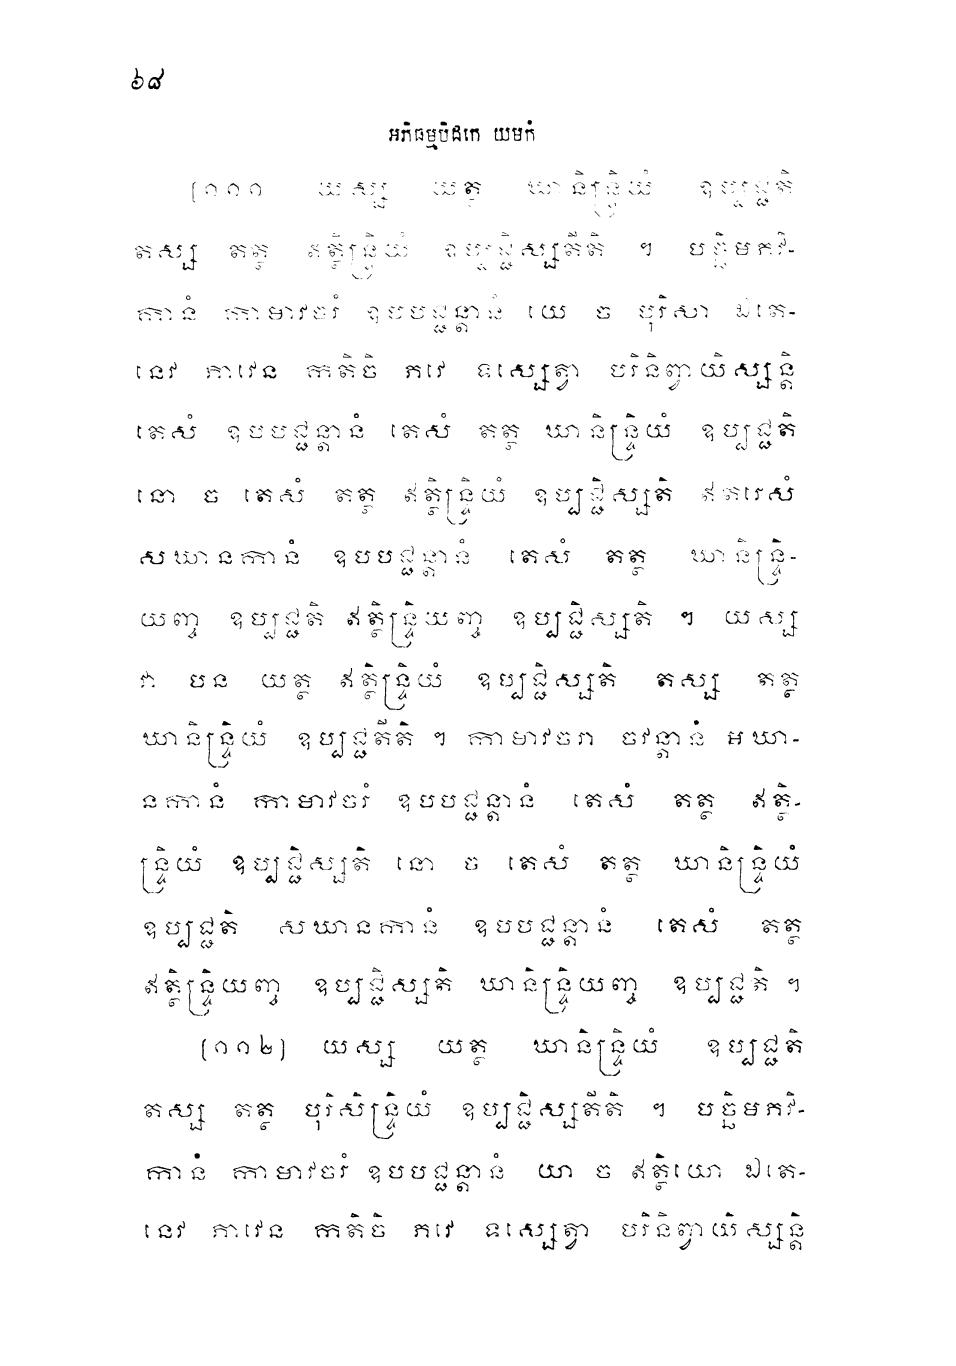 ៦៨
អភិធម្មបិដកេ យមកំ
[១១១ យស្ស យត្ថ ឃានិន្ទ្រិយំ ឧប្បជ្ជតិ
តស្ស តត្ថ ឥត្ថិន្ទ្រិយំ ឧប្បជ្ជិស្សតីតិ ។ បច្ឆិមភវិ-
កានំ កាមាវចរំ ឧបបជ្ជន្តានំ យេ ច បុរិសា ឯតេ-
នេវ ភាវេន កតិចិ ភវេ ទស្សេត្វា បរិនិព្វាយិស្សន្តិ
តេសំ ឧបបជ្ជន្តានំ តេសំ តត្ថ ឃានិន្ទ្រិយំ ឧប្បជ្ជតិ
នោ ច តេសំ តត្ថ ឥត្ថិន្ទ្រិយំ ឧប្បជ្ជិស្សតិ ឥតរេសំ
សឃានកានំ ឧបបជ្ជន្តានំ តេសំ តត្ថ ឃានិន្ទ្រិ-
យញ្ច ឧប្បជ្ជតិ ឥត្ថិន្ទ្រិយញ្ច ឧប្បជ្ជិស្សតិ ។ យស្ស
វា បន យត្ថ ឥត្ថិន្ទ្រិយំ ឧប្បជ្ជិស្សតិ តស្ស តត្ថ
ឃានិន្ទ្រិយំ ឧប្បជ្ជតីតិ ។ កាមាវចរា ចវន្តានំ អឃា-
នកានំ កាមាវចរំ ឧបបជ្ជន្តានំ តេសំ តត្ថ ឥត្ថិ-
ន្ទ្រិយំ ឧប្បជ្ជិស្សតិ នោ ច តេសំ តត្ថ ឃានិន្ទ្រិយំ
ឧប្បជ្ជតិ សឃានកានំ ឧបបជ្ជន្តានំ តេសំ តត្ថ
ឥត្ថិន្ទ្រិយញ្ច ឧប្បជ្ជិស្សតិ ឃានិន្ទ្រិយញ្ច ឧប្បជ្ជតិ ។
[១១២] យស្ស យត្ថ ឃានិន្ទ្រិយំ ឧប្បជ្ជតិ
តស្ស តត្ថ បុរិសិន្ទ្រិយំ ឧប្បជ្ជិស្សតីតិ ។ បច្ឆិមភវិ-
កានំ កាមាវចរំ ឧបបជ្ជន្តានំ យា ច ឥត្ថិយោ ឯតេ-
នេវ ភាវេន កតិចិ ភវេ ទស្សេត្វា បរិនិព្វាយិស្សន្តិ